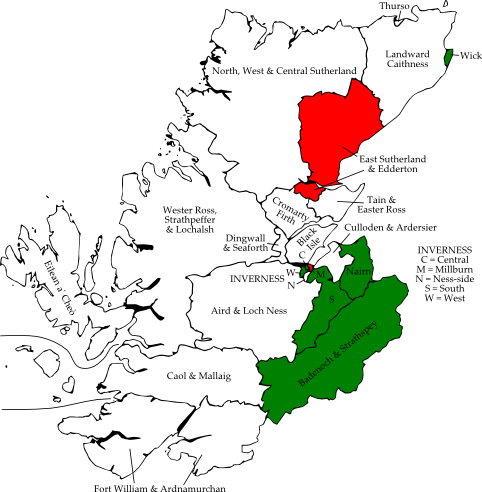 Thurso
Landward
Caithness
Wick
North, West & Central Sutherland
East Sutherland
& Edderton
Wester Ross,
Strathpeffer
& Lochalsh
Cromarty
Firth
Tain &
Easter Ross
Black
Isle
Culloden & Ardersier
Dingwall
& Seaforth
INVERNESS
C = Central
M = Millburn
N = Ness-side
S = South
W = West
Eilean a' Cheò
INVERNESS
W
N
C
M
S
Nairn
Aird & Loch Ness
Badenoch & Strathspey
Caol & Mallaig
Fort William & Ardnamurchan